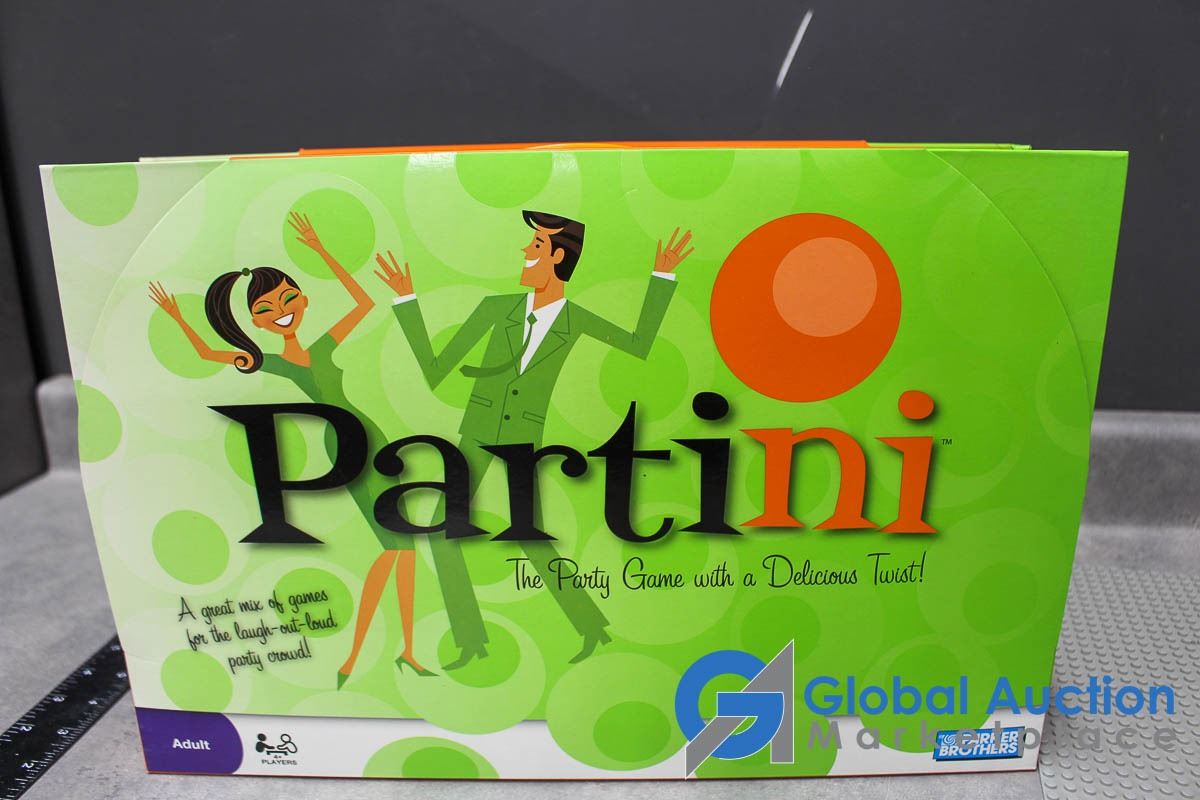 Partini™
The Party Game with a Delicious Twist!
A great mix of games
for the laugh-out-loud
party crowd!
Adult
4+
PLAYERS
Global Auction
Marketplace
PARKER
BROTHERS